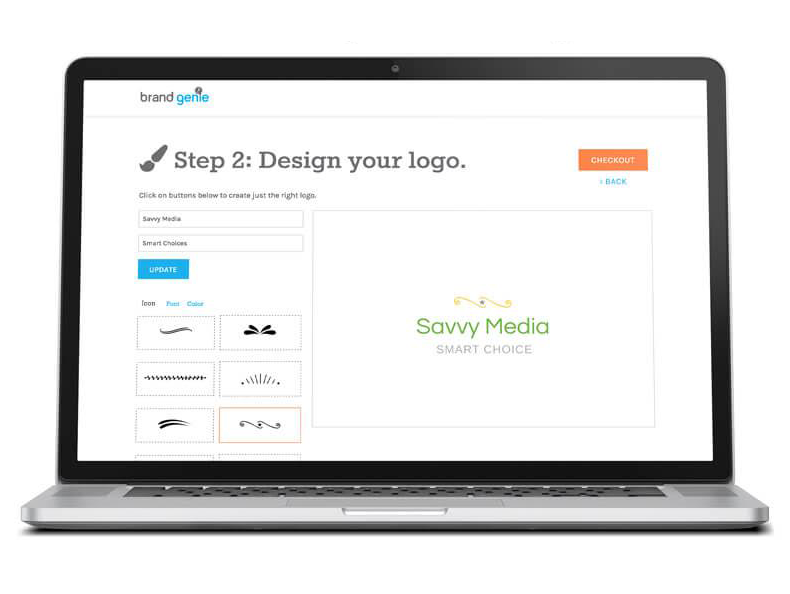 brand genie
Step 2: Design your logo.
CHECKOUT
< BACK
Click on buttons below to create just the right logo.
Savvy Media
Smart Choices
UPDATE
Icon Font Color
Savvy Media
SMART CHOICE